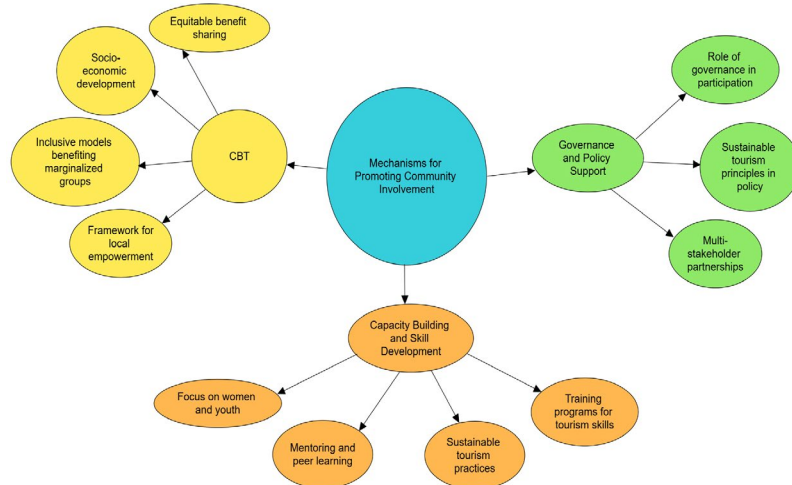 Equitable benefit
sharing
Socio-
economic
development
Inclusive models
benefiting
marginalized
groups
Framework for
local
empowerment
CBT
Mechanisms for
Promoting Community
Involvement
Governance
and Policy
Support
Role of
governance in
participation
Sustainable
tourism
principles in
policy
Multi-
stakeholder
partnerships
Capacity Building
and Skill
Development
Focus on women
and youth
Mentoring and
peer learning
Sustainable
tourism
practices
Training
programs for
tourism skills